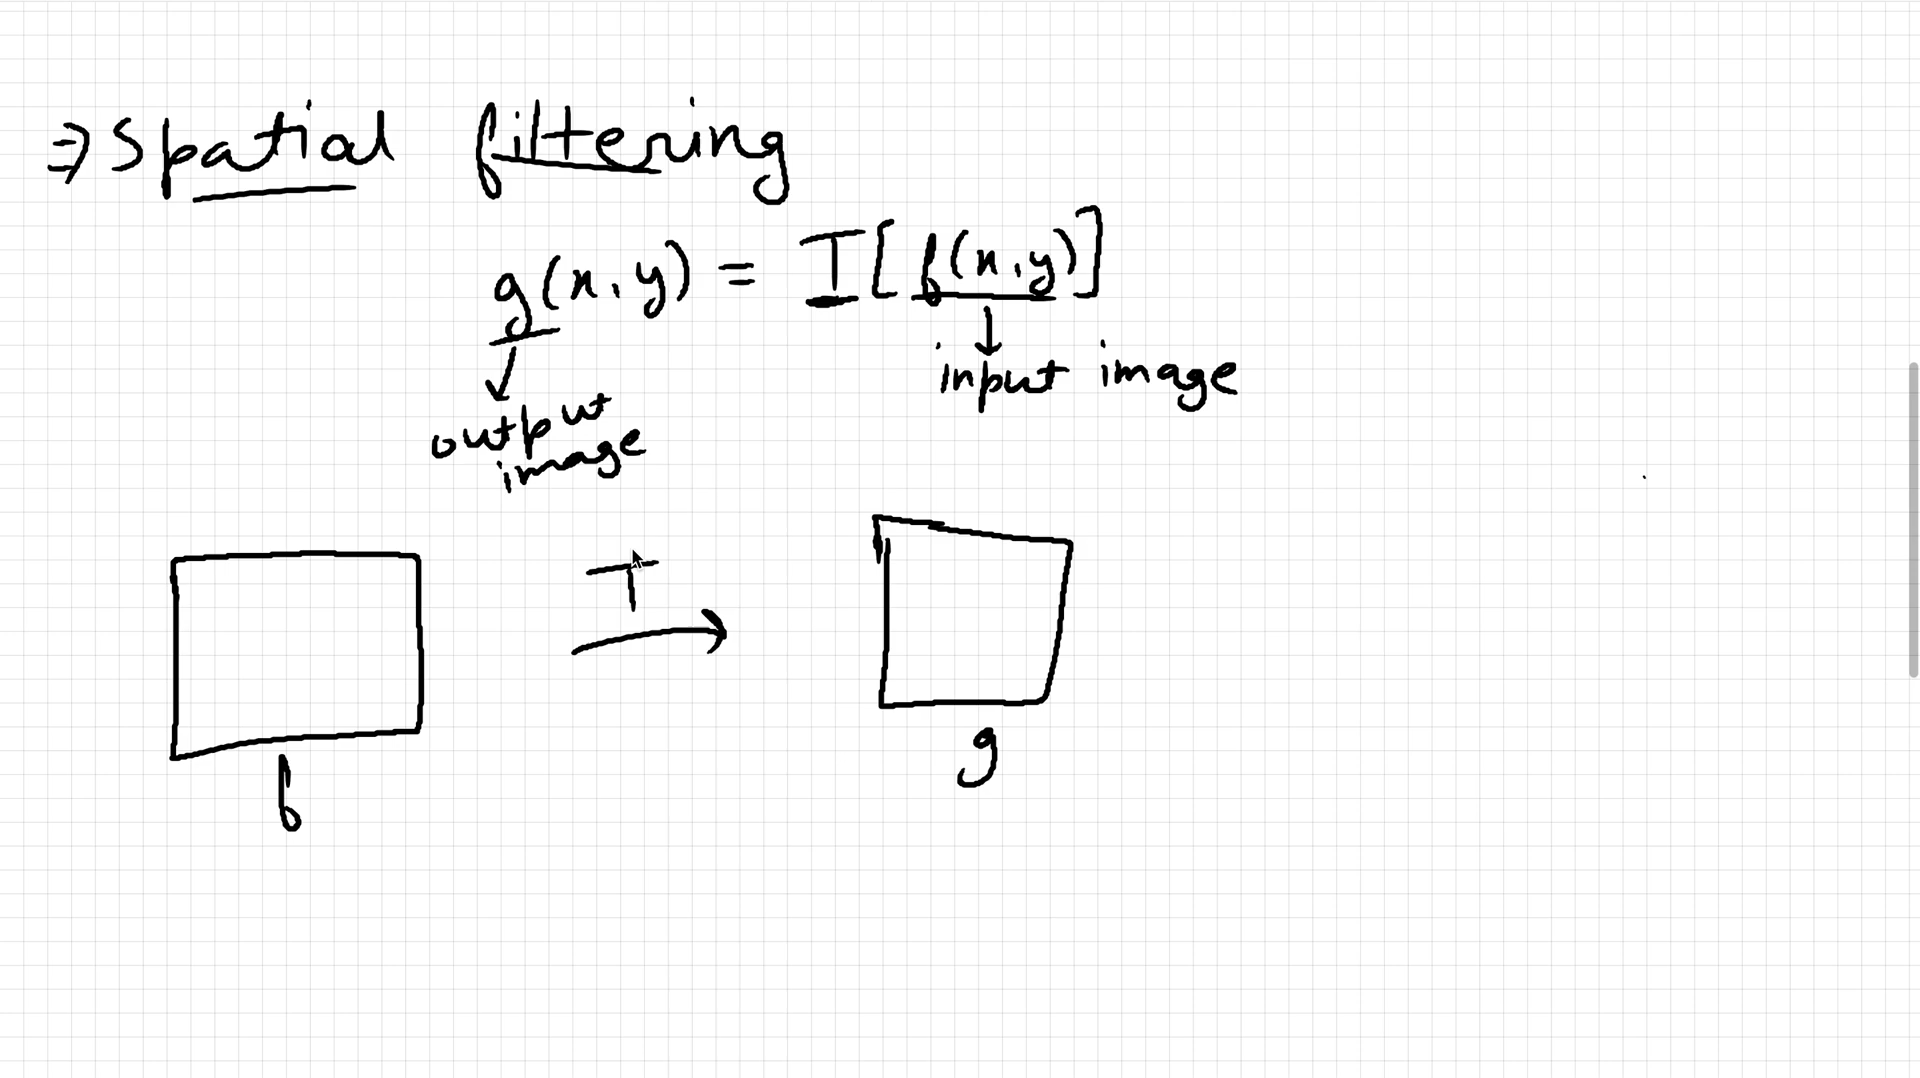 ⇒ Spatial filtering
g(x,y) = T[f(x,y)]
input image
output
image
T
f
g